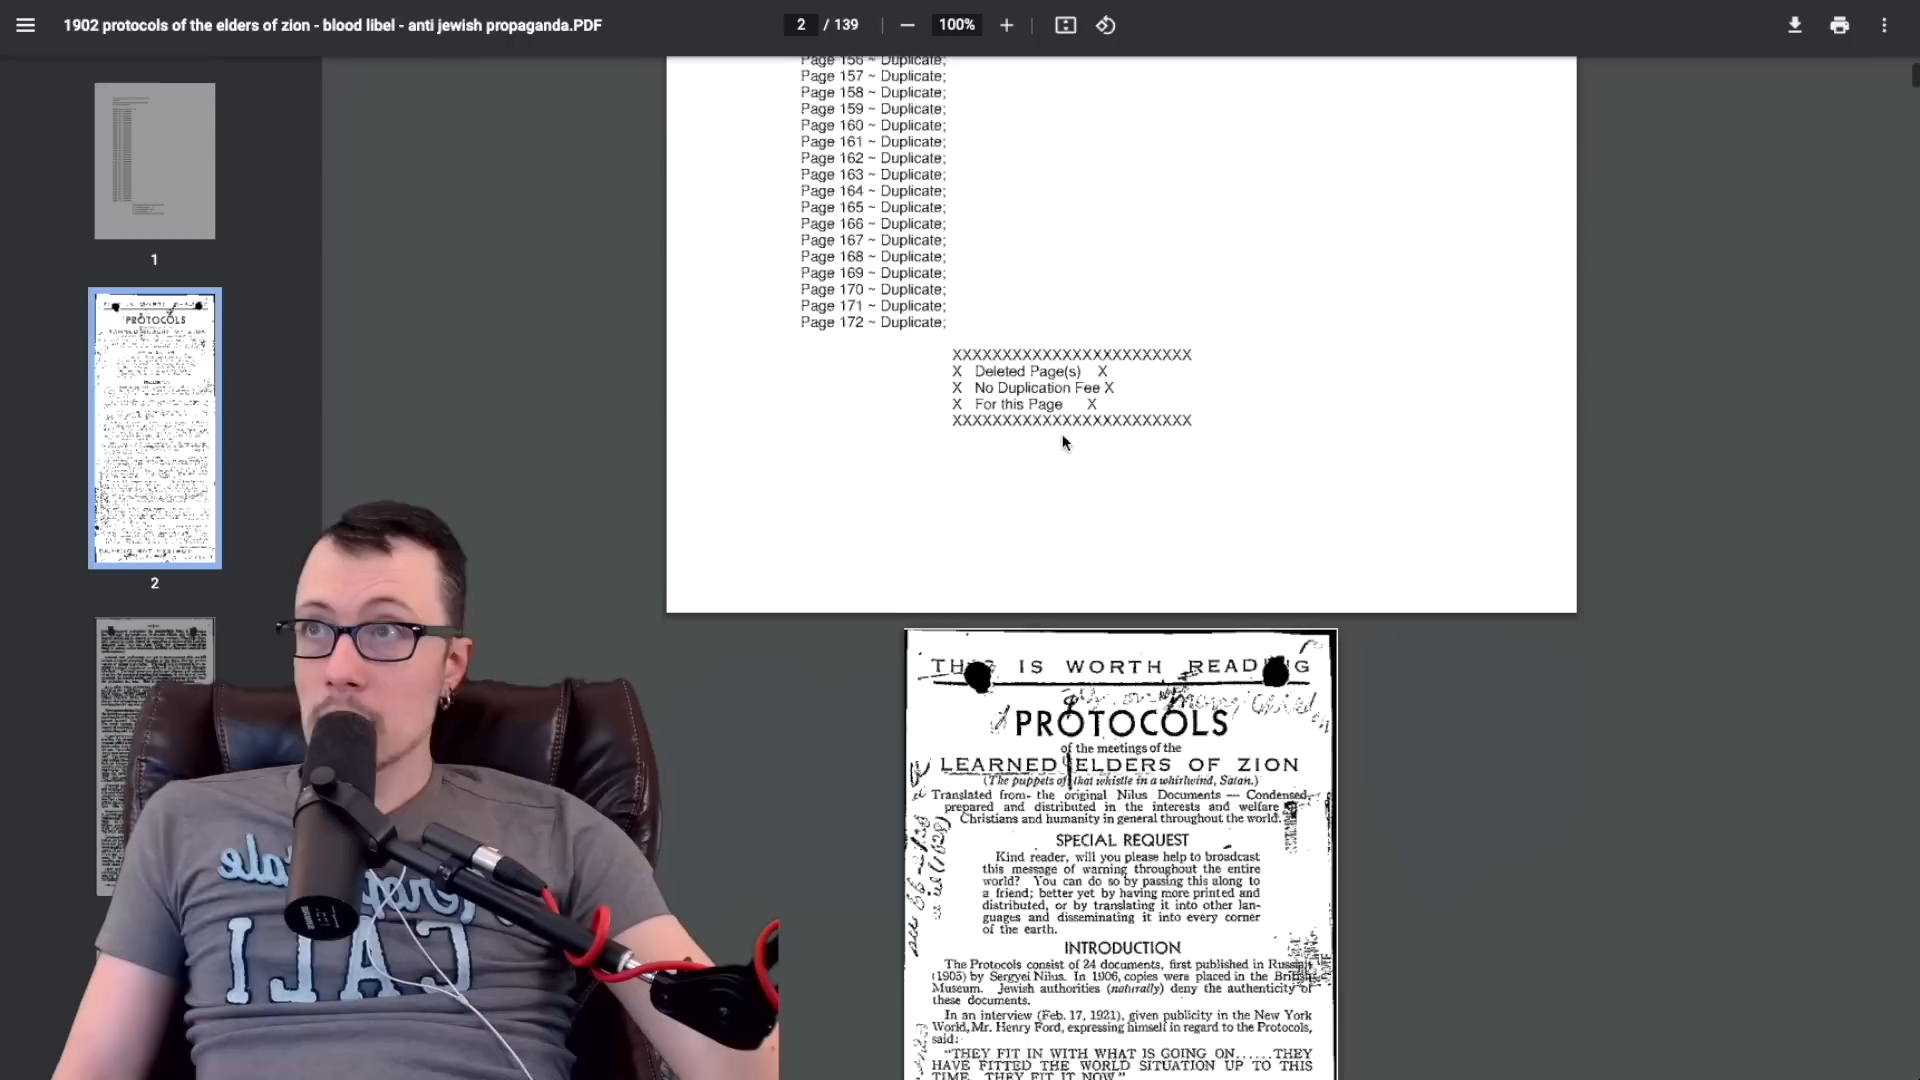 1902 protocols of the elders of zion - blood libel - anti jewish propaganda.PDF
2 / 139
100%
Page 156 ~ Duplicate;
Page 157 ~ Duplicate;
Page 158 ~ Duplicate;
Page 159 ~ Duplicate;
Page 160 ~ Duplicate;
Page 161 ~ Duplicate;
Page 162 ~ Duplicate;
Page 163 ~ Duplicate;
Page 164 ~ Duplicate;
Page 165 ~ Duplicate;
Page 166 ~ Duplicate;
Page 167 ~ Duplicate;
Page 168 ~ Duplicate;
Page 169 ~ Duplicate;
Page 170 ~ Duplicate;
Page 171 ~ Duplicate;
Page 172 ~ Duplicate;
XXXXXXXXXXXXXXXXXXXXXXXX
X Deleted Page(s) X
X No Duplication Fee X
X For this Page X
XXXXXXXXXXXXXXXXXXXXXXXX
1
2
THIS IS WORTH READING
PROTOCOLS
of the meetings of the
LEARNED ELDERS OF ZION
(The puppets of that whistle in a whirlwind, Satan.)
Translated from the original Nilus Documents — Condensed,
prepared and distributed in the interests and welfare
Christians and humanity in general throughout the world.
SPECIAL REQUEST
Kind reader, will you please help to broadcast
this message of warning throughout the entire
world? You can do so by passing this along to
a friend; better yet by having more printed and
distributed, or by translating it into other lan-
guages and disseminating it into every corner
of the earth.
INTRODUCTION
The Protocols consist of 24 documents, first published in Russia
(1905) by Sergyei Nilus. In 1906, copies were placed in the British
Museum. Jewish authorities (naturally) deny the authenticity of
these documents.
In an interview (Feb. 17, 1921), given publicity in the New York
World, Mr. Henry Ford, expressing himself in regard to the Protocols,
said:
"THEY FIT IN WITH WHAT IS GOING ON......THEY
HAVE FITTED THE WORLD SITUATION UP TO THIS
TIME. THEY FIT IT NOW."
CALI